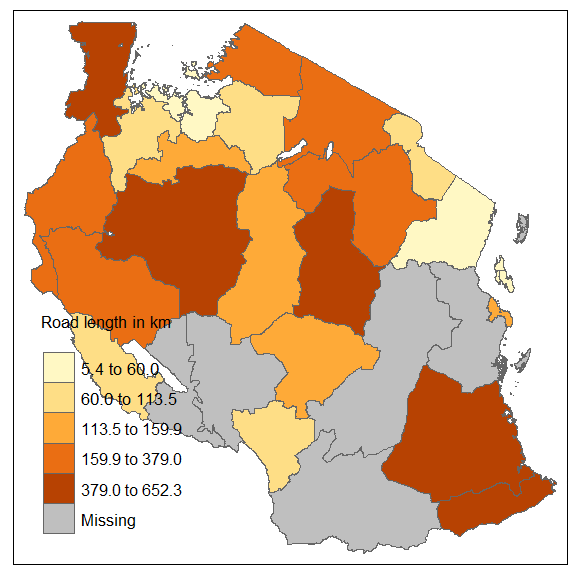 Road length in km
5.4 to 60.0
60.0 to 113.5
113.5 to 159.9
159.9 to 379.0
379.0 to 652.3
Missing